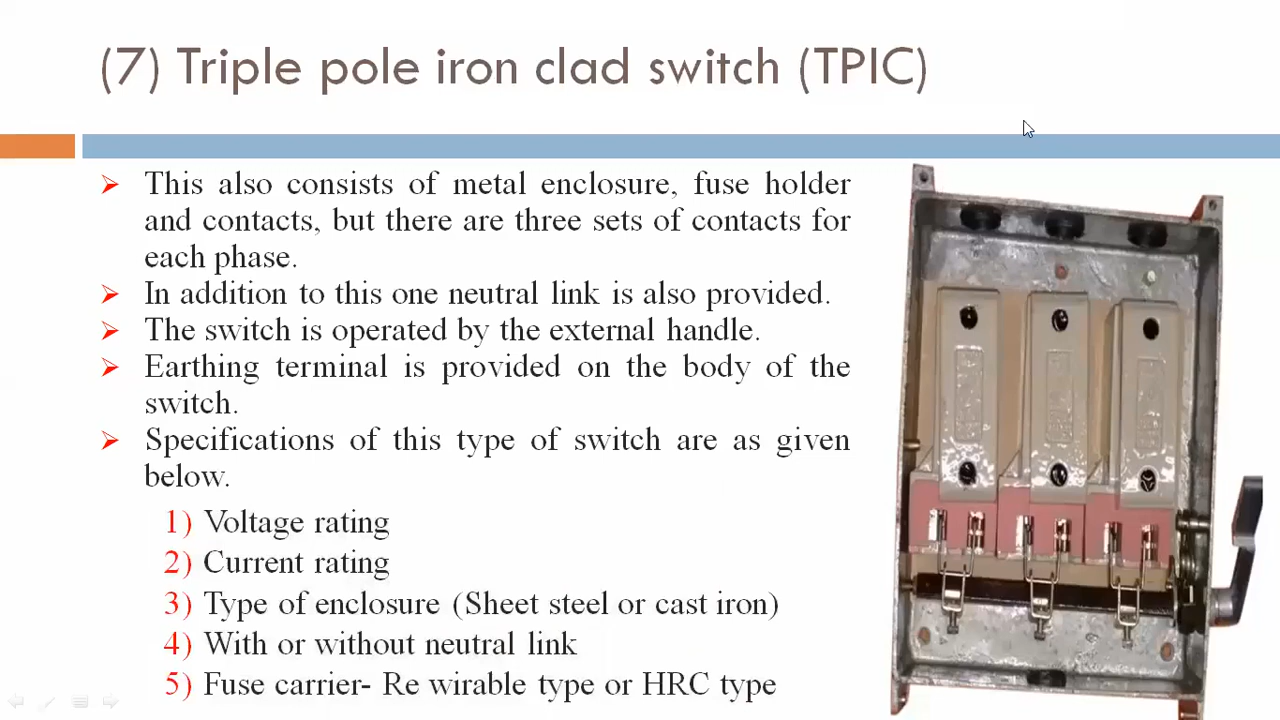 (7) Triple pole iron clad switch (TPIC)
This also consists of metal enclosure, fuse holder
and contacts, but there are three sets of contacts for
each phase.
In addition to this one neutral link is also provided.
The switch is operated by the external handle.
Earthing terminal is provided on the body of the
switch.
Specifications of this type of switch are as given
below.
1) Voltage rating
2) Current rating
3) Type of enclosure (Sheet steel or cast iron)
4) With or without neutral link
5) Fuse carrier- Re wirable type or HRC type